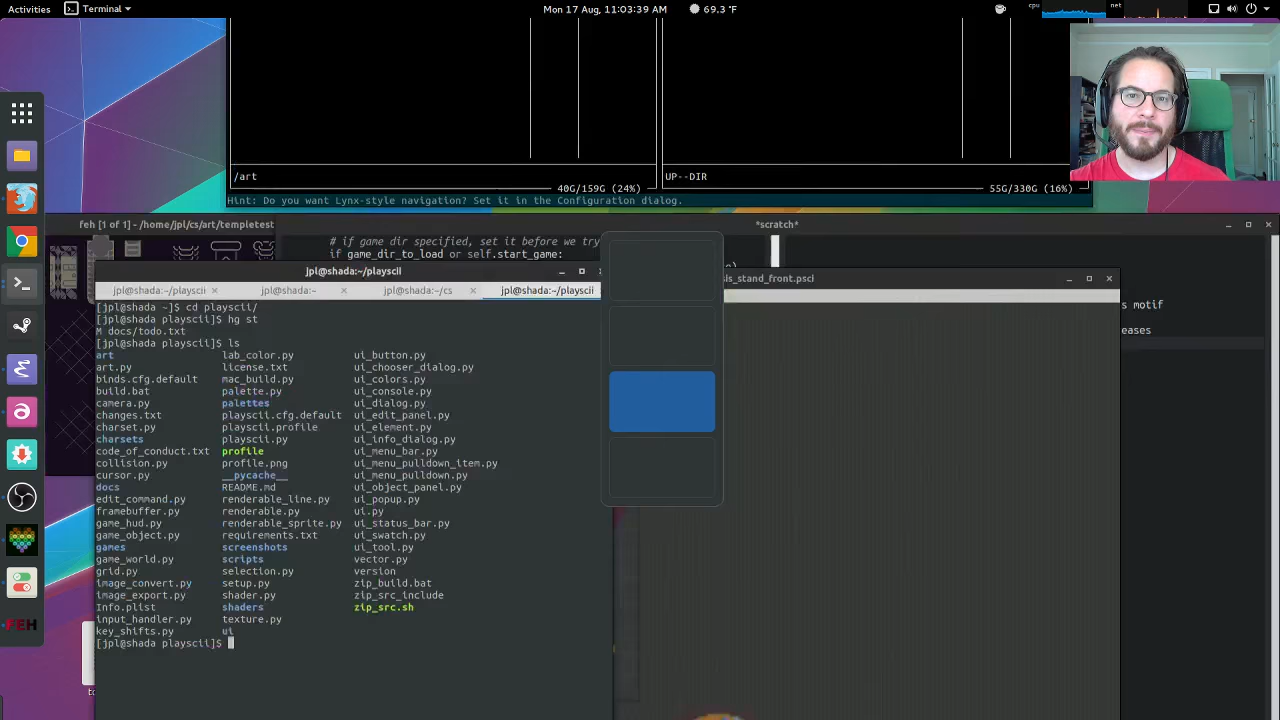 Activities
Terminal
Mon 17 Aug, 11:03:39 AM
69.3 °F
cpu
net
/art
UP--DIR
40G/159G (24%)
55G/330G (16%)
Hint: Do you want Lynx-style navigation? Set it in the Configuration dialog.
feh [1 of 1] - /home/jpl/cs/art/templetest
*scratch*
# if game dir specified, set it before we try
if game_dir_to_load or self.start_game:
jpl@shada:~/playscii
ls_stand_front.psci
jpl@shada:~/playscii
jpl@shada:~
jpl@shada:~/cs
jpl@shada:~/playscii
s motif
eases
[jpl@shada ~]$ cd playscii/
[jpl@shada playscii]$ hg st
M docs/todo.txt
[jpl@shada playscii]$ ls
art lab_color.py ui_button.py
art.py license.txt ui_chooser_dialog.py
binds.cfg.default mac_build.py ui_colors.py
build.bat palette.py ui_console.py
camera.py palettes ui_dialog.py
changes.txt playscii.cfg.default ui_edit_panel.py
charset.py playscii.profile ui_element.py
charsets playscii.py ui_info_dialog.py
code_of_conduct.txt profile ui_menu_bar.py
collision.py profile.png ui_menu_pulldown_item.py
cursor.py __pycache__ ui_menu_pulldown.py
docs README.md ui_object_panel.py
edit_command.py renderable_line.py ui_popup.py
framebuffer.py renderable.py ui.py
game_hud.py renderable_sprite.py ui_status_bar.py
game_object.py requirements.txt ui_swatch.py
games screenshots ui_tool.py
game_world.py scripts vector.py
grid.py selection.py version
image_convert.py setup.py zip_build.bat
image_export.py shader.py zip_src_include
Info.plist shaders zip_src.sh
input_handler.py texture.py
key_shifts.py ui
[jpl@shada playscii]$
FEH